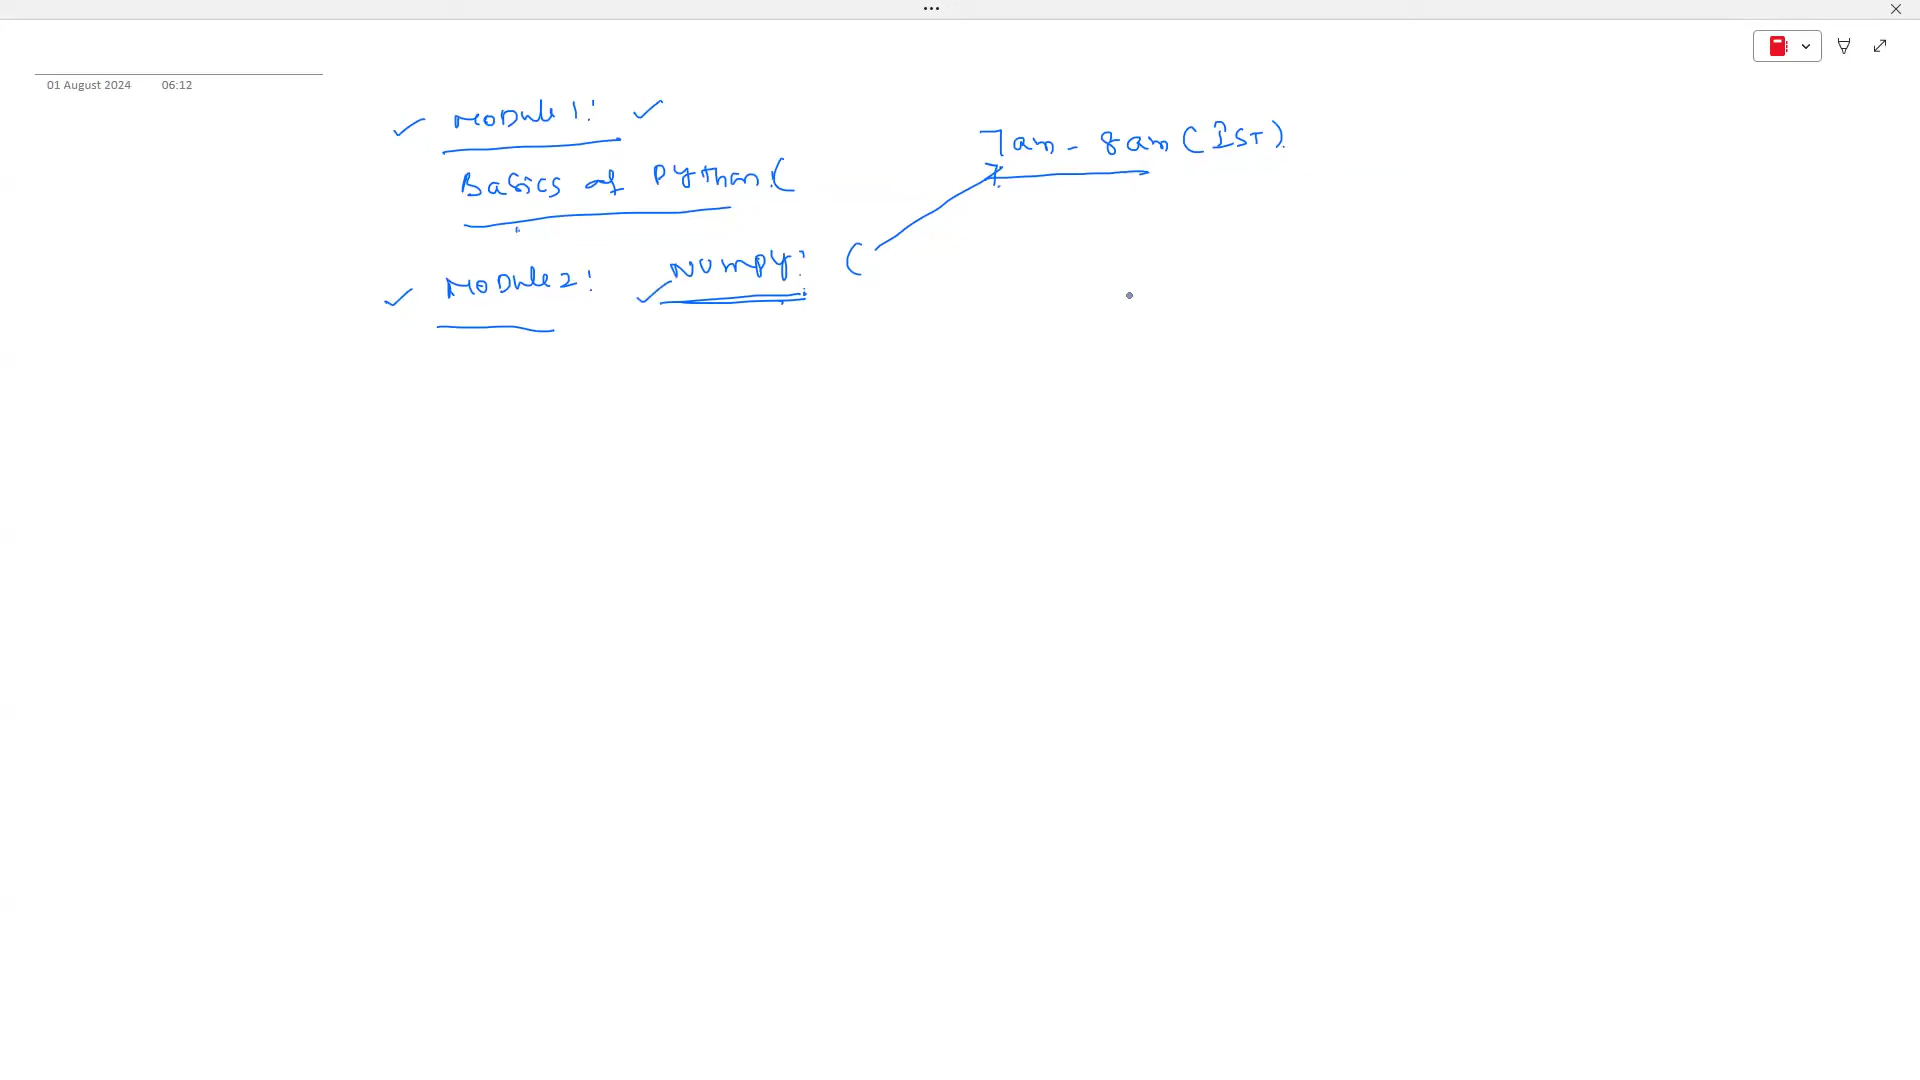 01 August 2024 06:12
Module 1:
Basics of Python: (
7am - 8am (IST).
Module 2: Numpy: (